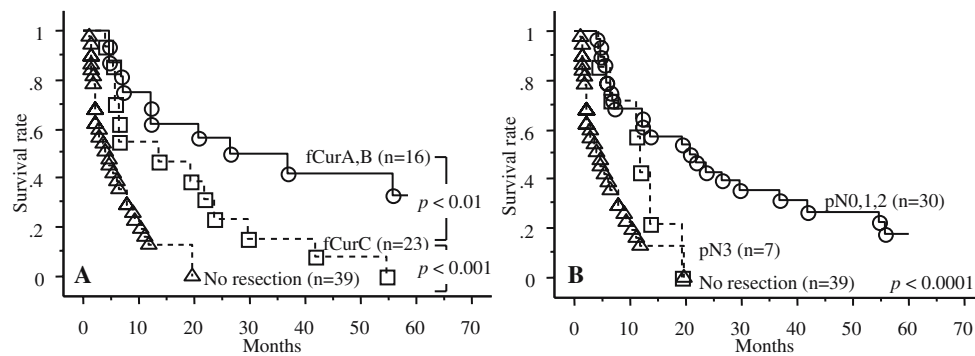 Survival rate
1
.8
.6
.4
.2
0
fCurA,B (n=16)
p < 0.01
fCurC (n=23)
p < 0.001
No resection (n=39)
A
0 10 20 30 40 50 60 70
Months
Survival rate
1
.8
.6
.4
.2
0
pN0,1,2 (n=30)
pN3 (n=7)
No resection (n=39)
p < 0.0001
B
0 10 20 30 40 50 60 70
Months